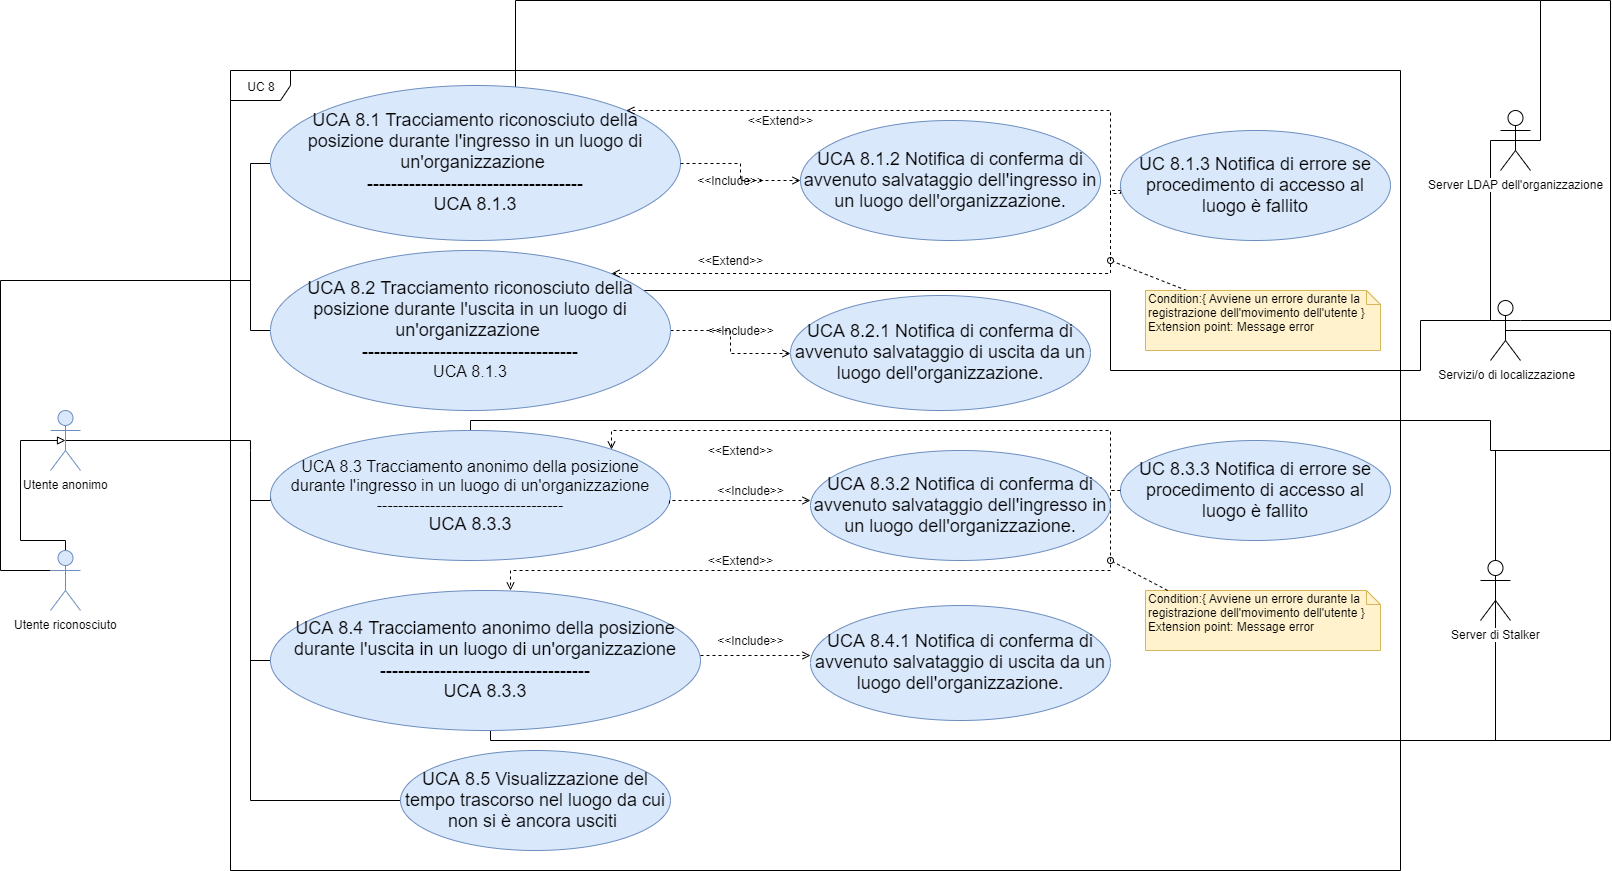 UC 8
UCA 8.1 Tracciamento riconosciuto della
posizione durante l'ingresso in un luogo di
un'organizzazione
------------------------------------
UCA 8.1.3
<<Extend>>
<<Include>>
UCA 8.1.2 Notifica di conferma di
avvenuto salvataggio dell'ingresso in
un luogo dell'organizzazione.
UC 8.1.3 Notifica di errore se
procedimento di accesso al
luogo è fallito
Server LDAP dell'organizzazione
<<Extend>>
UCA 8.2 Tracciamento riconosciuto della
posizione durante l'uscita in un luogo di
un'organizzazione
------------------------------------
UCA 8.1.3
<<Include>>
UCA 8.2.1 Notifica di conferma di
avvenuto salvataggio di uscita da un
luogo dell'organizzazione.
Condition:{ Avviene un errore durante la
registrazione dell'movimento dell'utente }
Extension point: Message error
Servizi/o di localizzazione
Utente anonimo
UCA 8.3 Tracciamento anonimo della posizione
durante l'ingresso in un luogo di un'organizzazione
-----------------------------------
UCA 8.3.3
<<Extend>>
<<Include>>
UCA 8.3.2 Notifica di conferma di
avvenuto salvataggio dell'ingresso in
un luogo dell'organizzazione.
UC 8.3.3 Notifica di errore se
procedimento di accesso al
luogo è fallito
<<Extend>>
Utente riconosciuto
UCA 8.4 Tracciamento anonimo della posizione
durante l'uscita in un luogo di un'organizzazione
-----------------------------------
UCA 8.3.3
<<Include>>
UCA 8.4.1 Notifica di conferma di
avvenuto salvataggio di uscita da un
luogo dell'organizzazione.
Condition:{ Avviene un errore durante la
registrazione dell'movimento dell'utente }
Extension point: Message error
Server di Stalker
UCA 8.5 Visualizzazione del
tempo trascorso nel luogo da cui
non si è ancora usciti